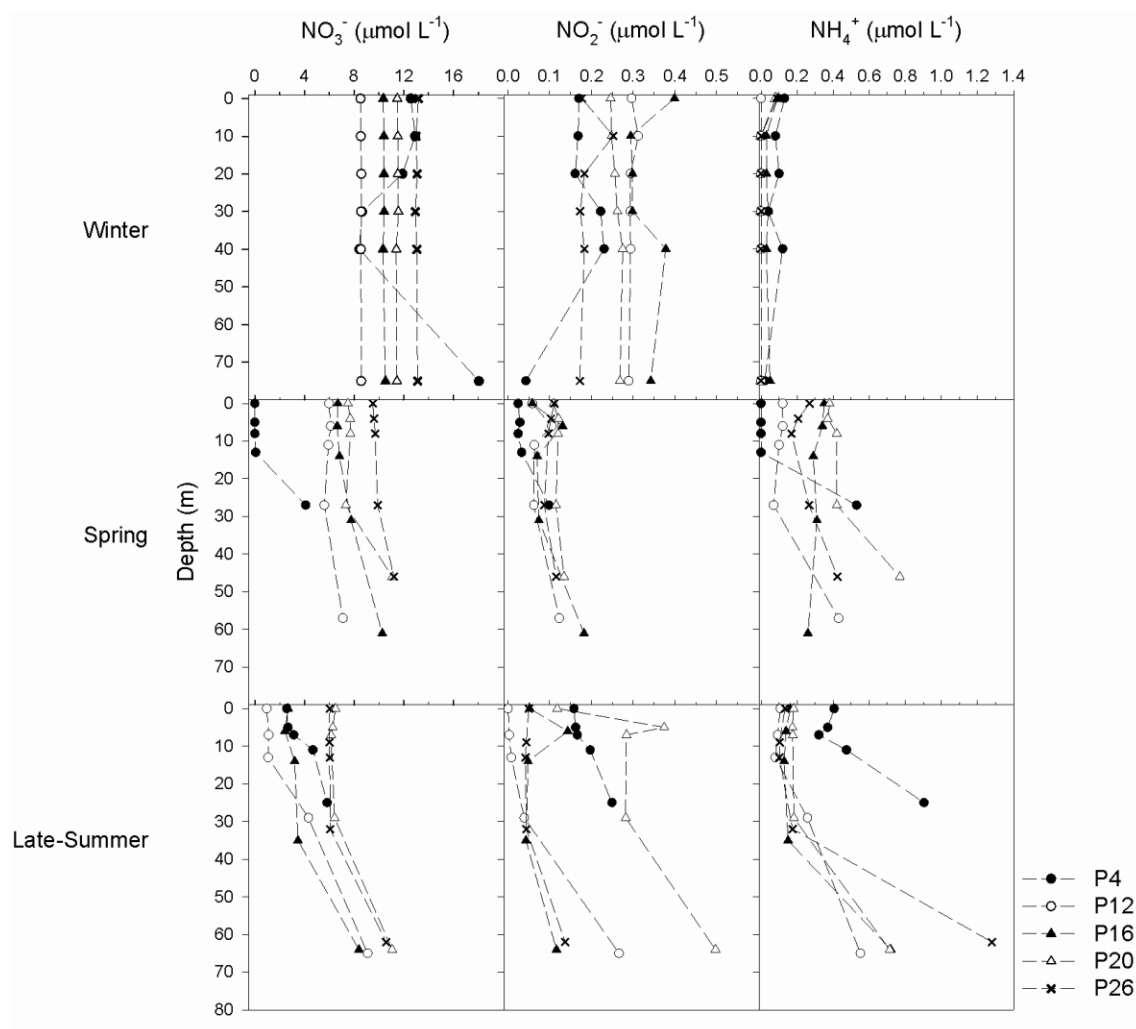 NO₃⁻ (μmol L⁻¹) NO₂⁻ (μmol L⁻¹) NH₄⁺ (μmol L⁻¹)
0 4 8 12 16 0.0 0.1 0.2 0.3 0.4 0.5 0.0 0.2 0.4 0.6 0.8 1.0 1.2 1.4
0
10
20
30
40
50
60
70
Winter
0
10
20
30
40
50
60
70
Spring
Depth (m)
0
10
20
30
40
50
60
70
80
Late-Summer
P4
P12
P16
P20
P26